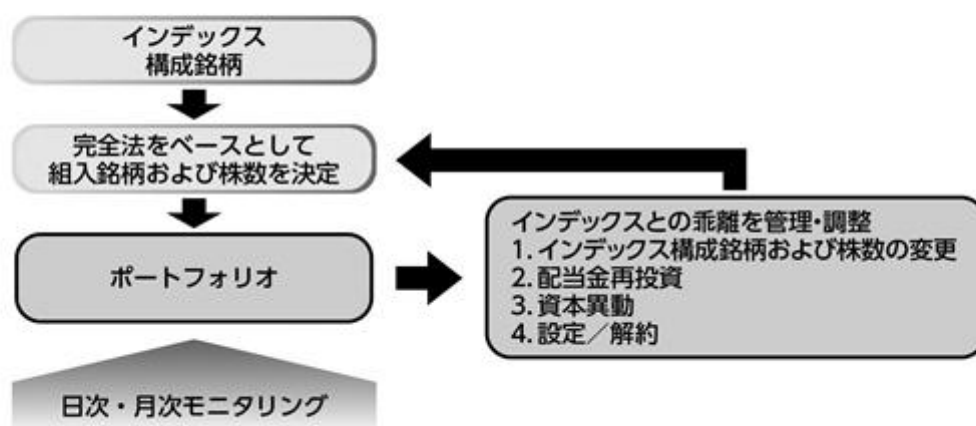 インデックス
構成銘柄
完全法をベースとして
組入銘柄および株数を決定
ポートフォリオ
日次・月次モニタリング
インデックスとの乖離を管理・調整
1. インデックス構成銘柄および株数の変更
2. 配当金再投資
3. 資本異動
4. 設定／解約